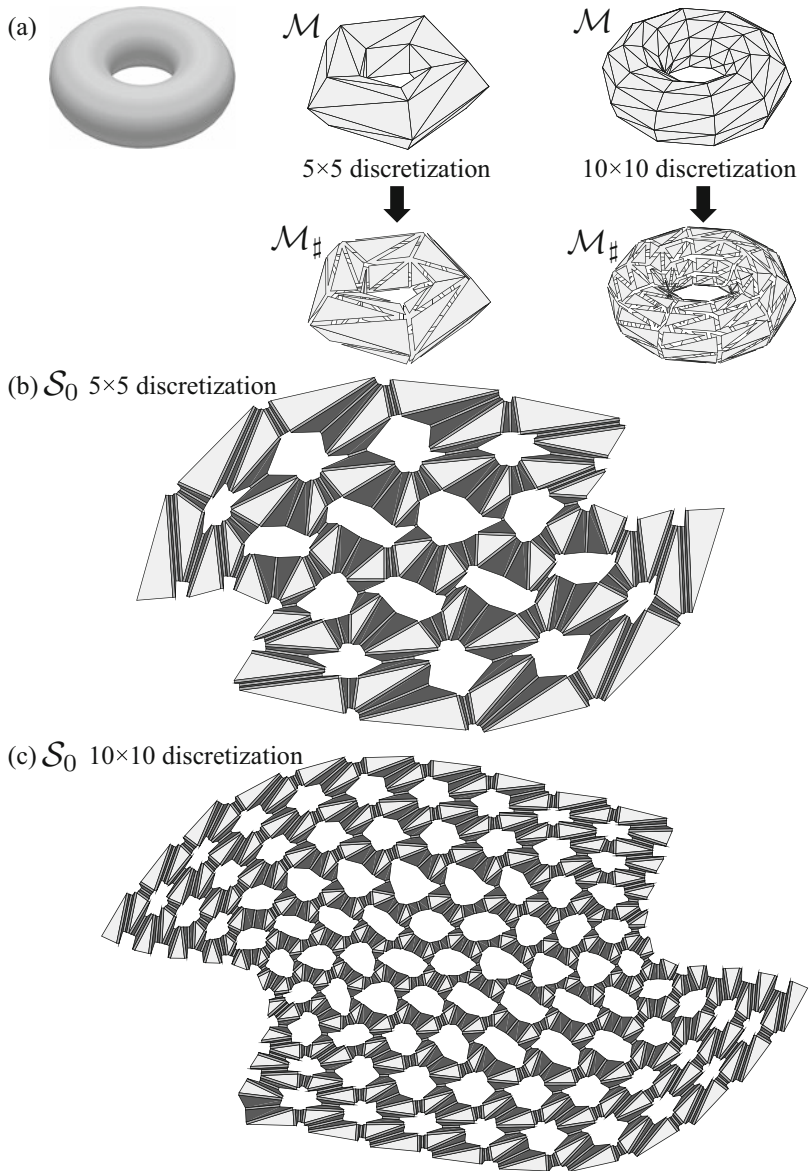 (a)
ℳ ℳ
5×5 discretization 10×10 discretization
ℳ♯ ℳ♯
(b) 𝒮₀ 5×5 discretization
(c) 𝒮₀ 10×10 discretization